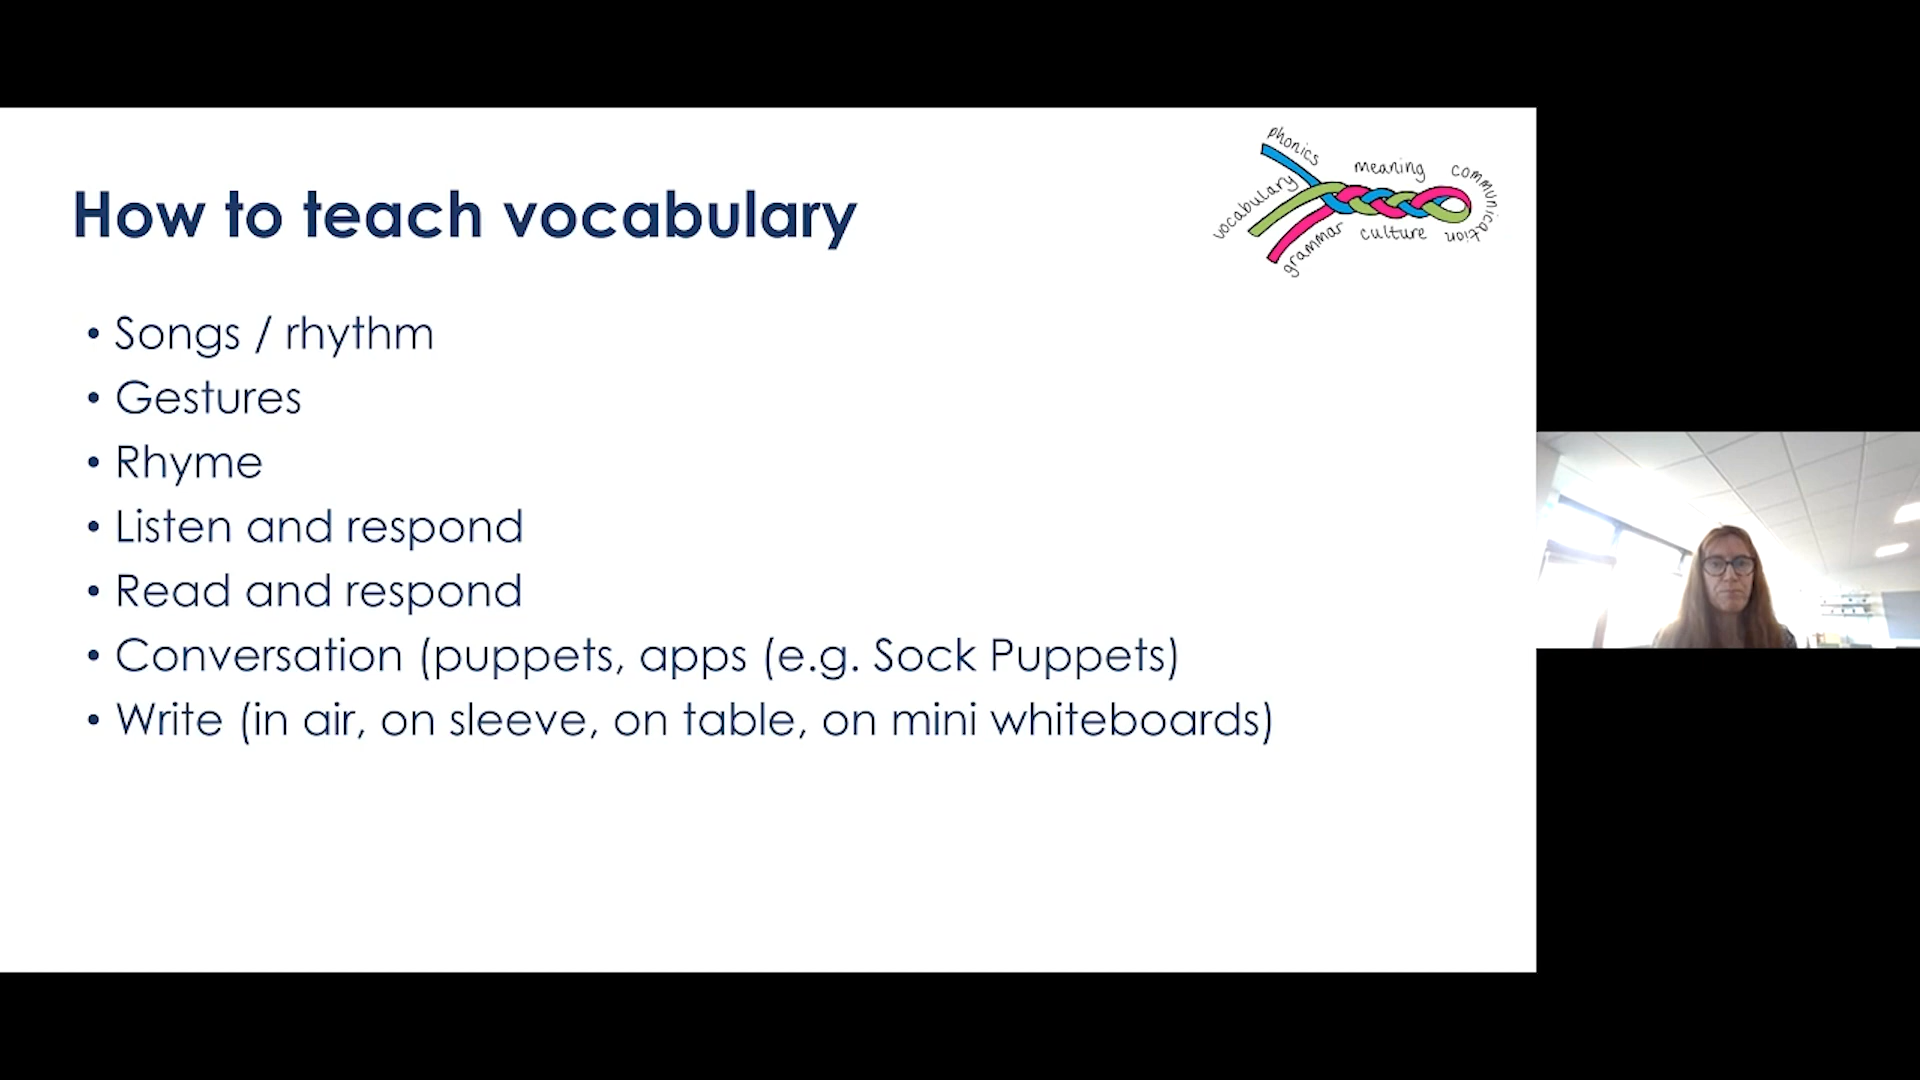 How to teach vocabulary
phonics
vocabulary
grammar
meaning
culture
communication
• Songs / rhythm
• Gestures
• Rhyme
• Listen and respond
• Read and respond
• Conversation (puppets, apps (e.g. Sock Puppets)
• Write (in air, on sleeve, on table, on mini whiteboards)